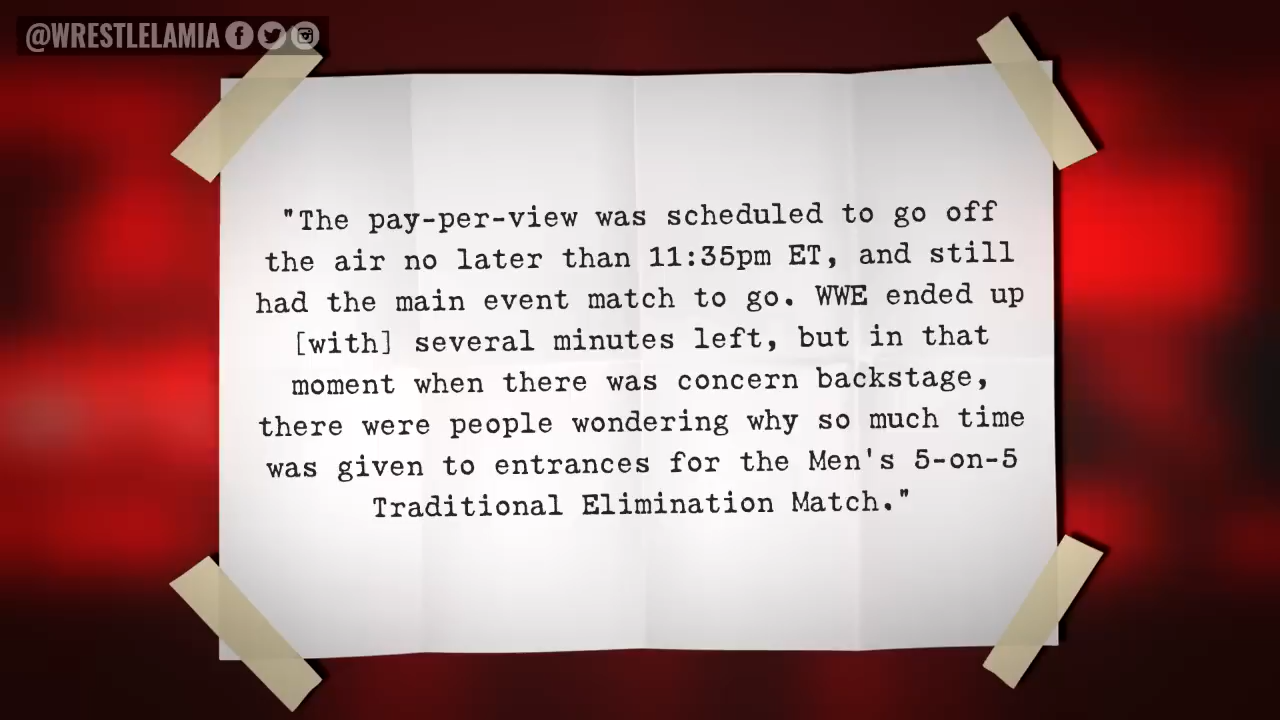 @WRESTLELAMIA
"The pay-per-view was scheduled to go off
the air no later than 11:35pm ET, and still
had the main event match to go. WWE ended up
[with] several minutes left, but in that
moment when there was concern backstage,
there were people wondering why so much time
was given to entrances for the Men's 5-on-5
Traditional Elimination Match."